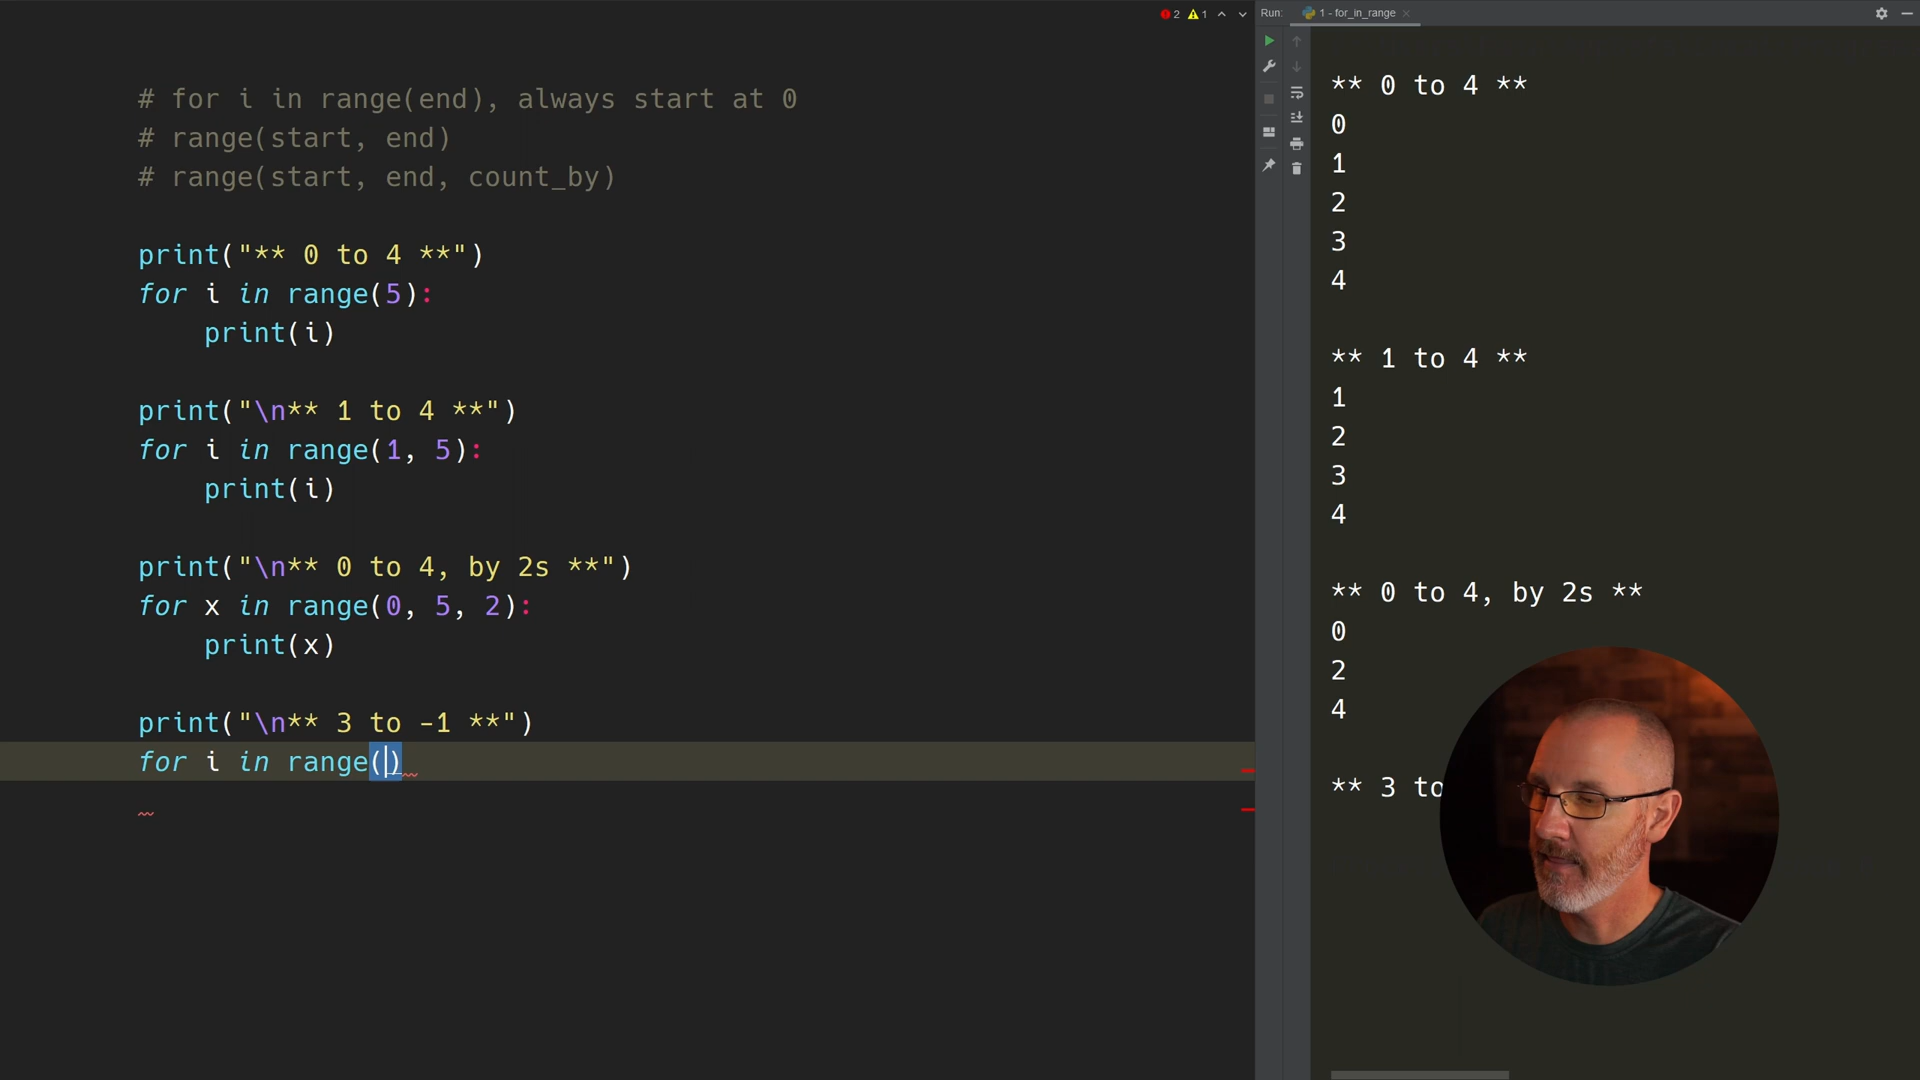 2 1
Run: 1 - for_in_range
# for i in range(end), always start at 0
# range(start, end)
# range(start, end, count_by)
print("** 0 to 4 **")
for i in range(5):
    print(i)
print("\n** 1 to 4 **")
for i in range(1, 5):
    print(i)
print("\n** 0 to 4, by 2s **")
for x in range(0, 5, 2):
    print(x)
print("\n** 3 to -1 **")
for i in range()
** 0 to 4 **
0
1
2
3
4
** 1 to 4 **
1
2
3
4
** 0 to 4, by 2s **
0
2
4
** 3 to